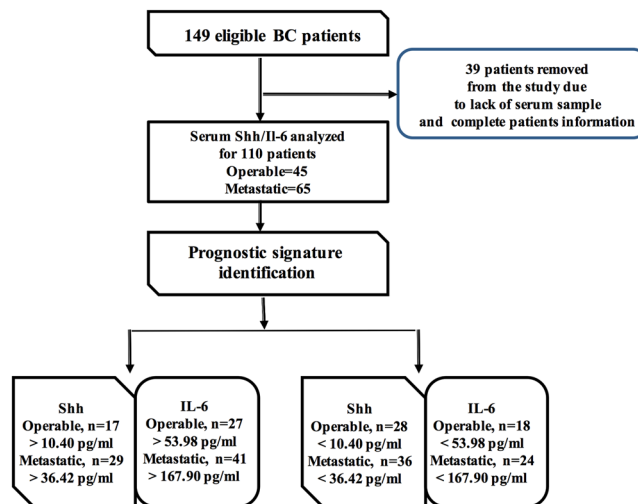 149 eligible BC patients
39 patients removed
from the study due
to lack of serum sample
and complete patients information
Serum Shh/Il-6 analyzed
for 110 patients
Operable=45
Metastatic=65
Prognostic signature
identification
Shh
Operable, n=17
> 10.40 pg/ml
Metastatic, n=29
> 36.42 pg/ml
IL-6
Operable, n=27
> 53.98 pg/ml
Metastatic, n=41
> 167.90 pg/ml
Shh
Operable, n=28
< 10.40 pg/ml
Metastatic, n=36
< 36.42 pg/ml
IL-6
Operable, n=18
< 53.98 pg/ml
Metastatic, n=24
< 167.90 pg/ml